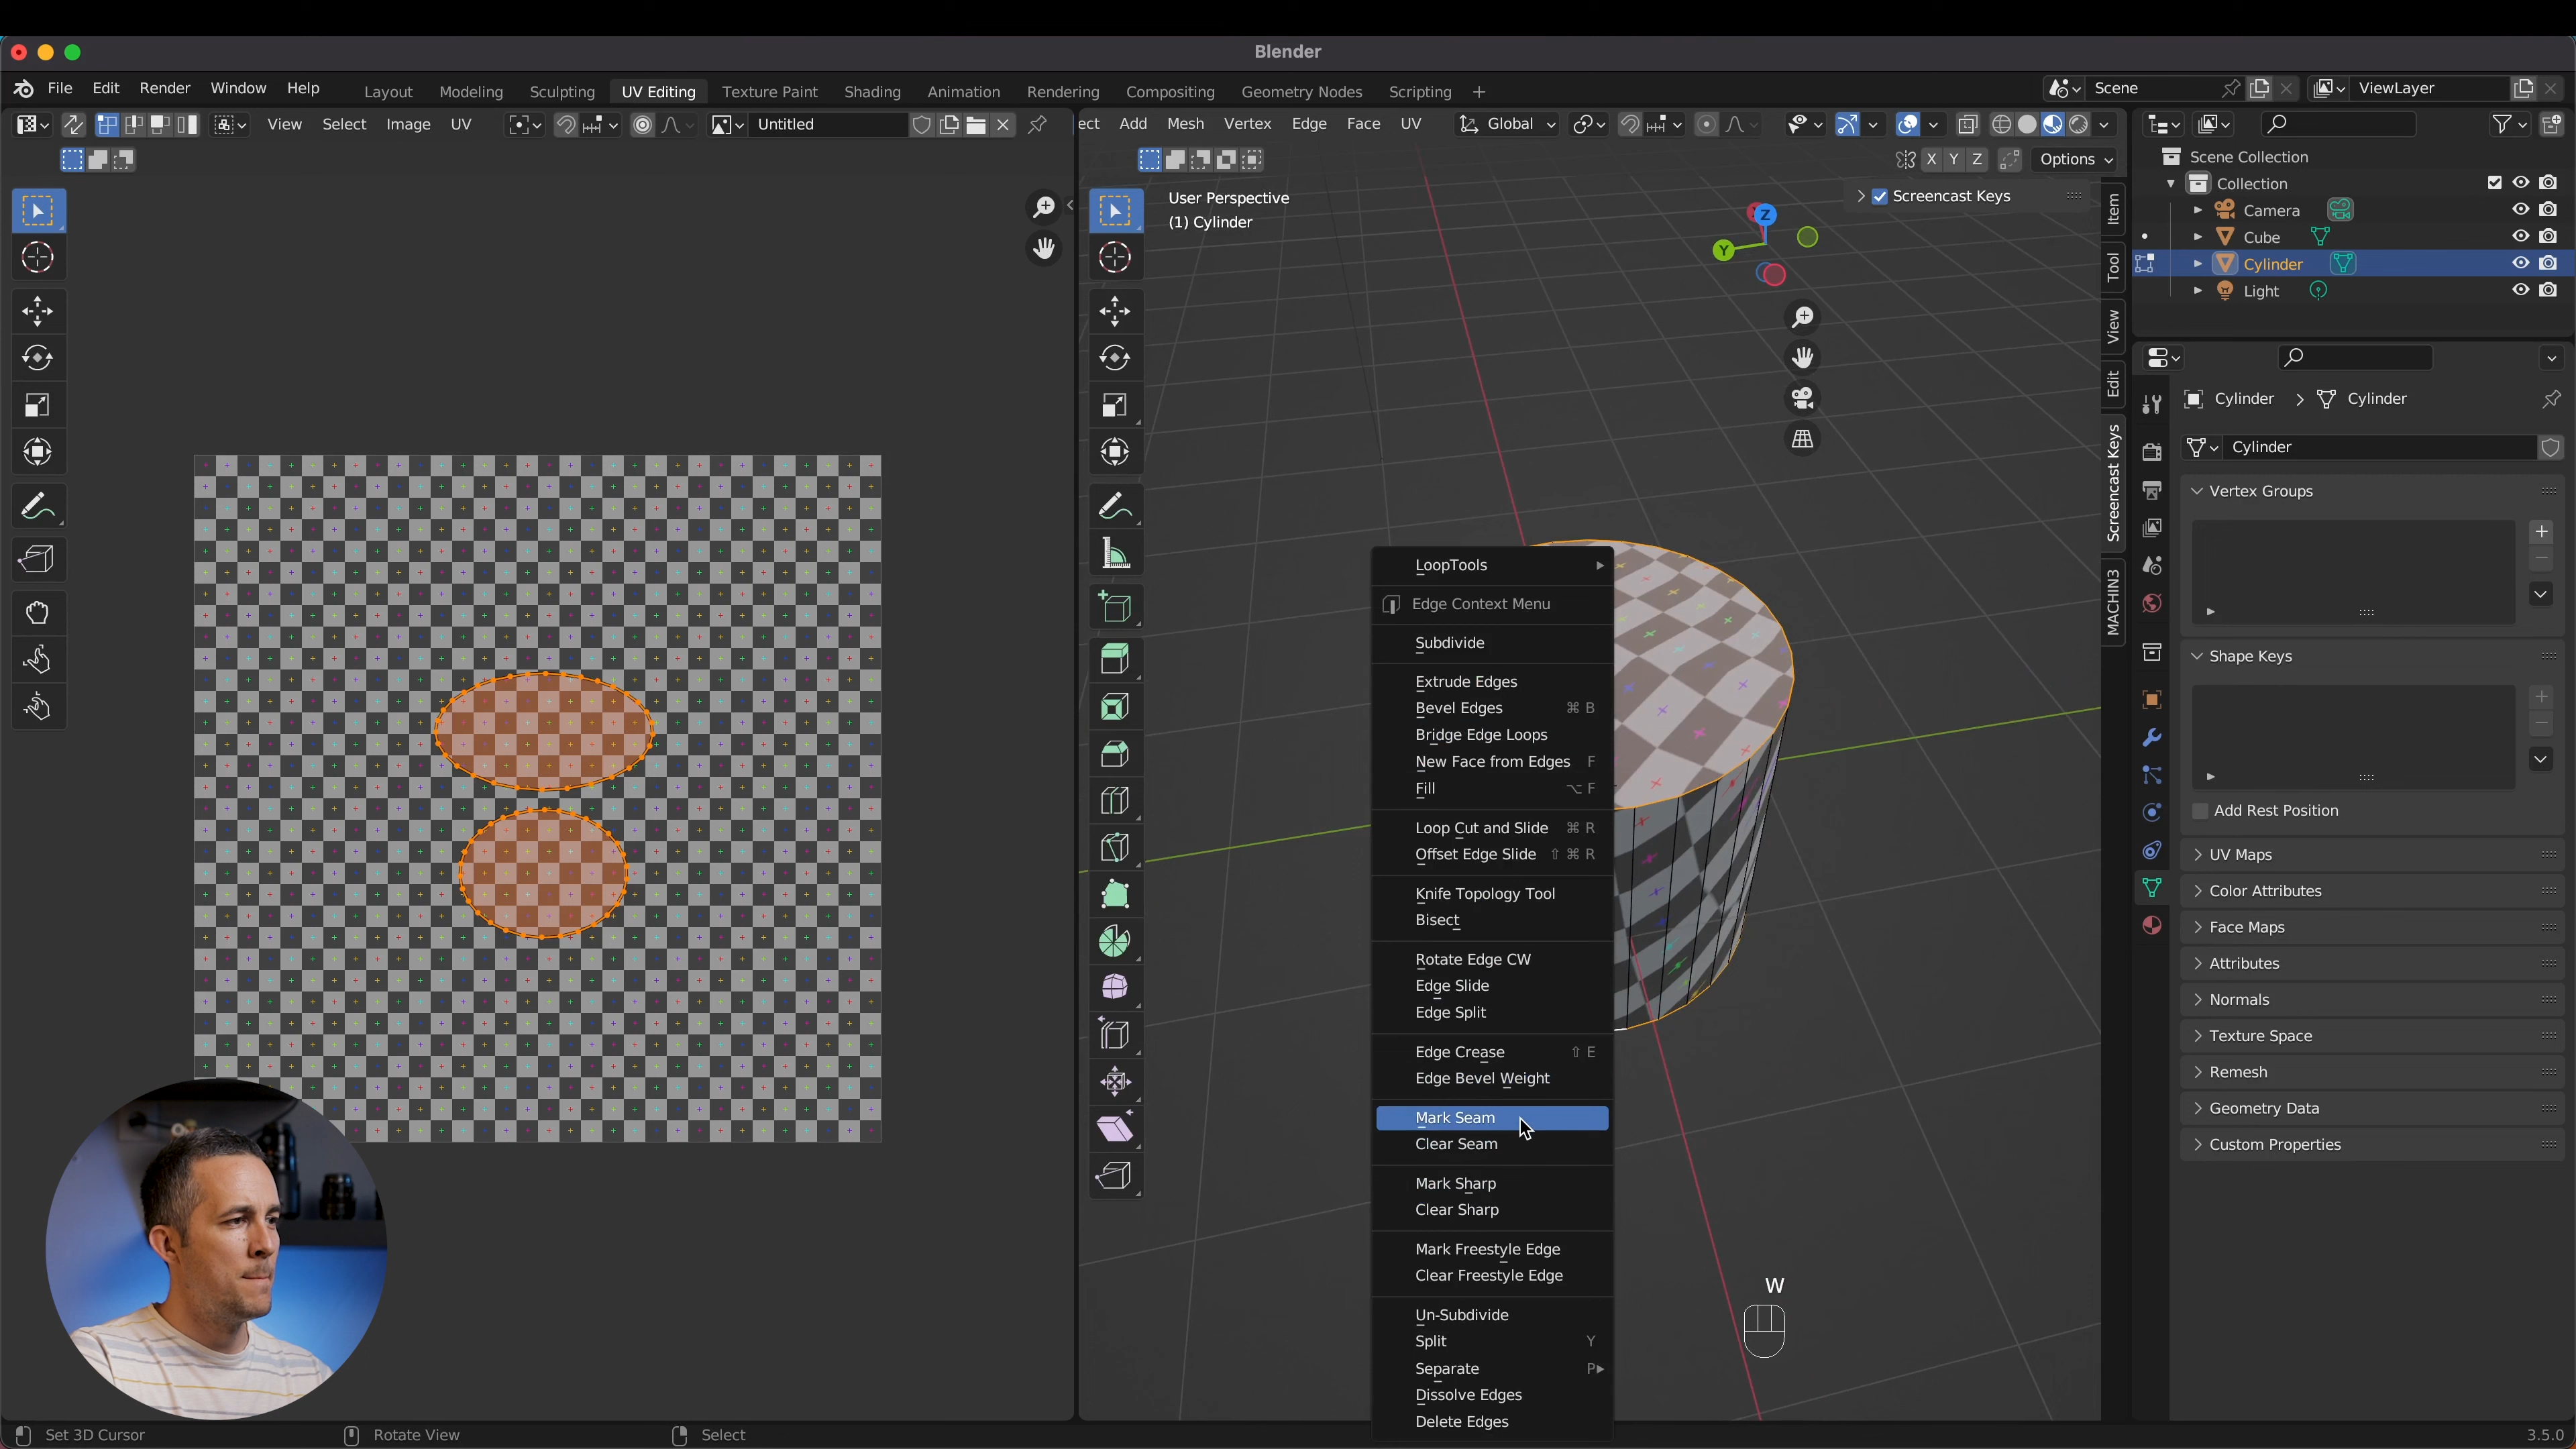 Blender
File Edit Render Window Help
Layout Modeling Sculpting UV Editing Texture Paint Shading Animation Rendering Compositing Geometry Nodes Scripting +
Scene
ViewLayer
View Select Image UV
Untitled
ect Add Mesh Vertex Edge Face UV
Global
X Y Z
Options
User Perspective
(1) Cylinder
Screencast Keys
Z
Y
Item
Tool
View
Edit
Screencast Keys
MACHIN3
LoopTools
Edge Context Menu
Subdivide
Extrude Edges
Bevel Edges ⌘ B
Bridge Edge Loops
New Face from Edges F
Fill ⌥ F
Loop Cut and Slide ⌘ R
Offset Edge Slide ⇧ ⌘ R
Knife Topology Tool
Bisect
Rotate Edge CW
Edge Slide
Edge Split
Edge Crease ⇧ E
Edge Bevel Weight
Mark Seam
Clear Seam
Mark Sharp
Clear Sharp
Mark Freestyle Edge
Clear Freestyle Edge
Un-Subdivide
Split Y
Separate P
Dissolve Edges
Delete Edges
W
Scene Collection
Collection
Camera
Cube
Cylinder
Light
Cylinder > Cylinder
Cylinder
Vertex Groups
Shape Keys
Add Rest Position
UV Maps
Color Attributes
Face Maps
Attributes
Normals
Texture Space
Remesh
Geometry Data
Custom Properties
Set 3D Cursor
Rotate View
Select
3.5.0